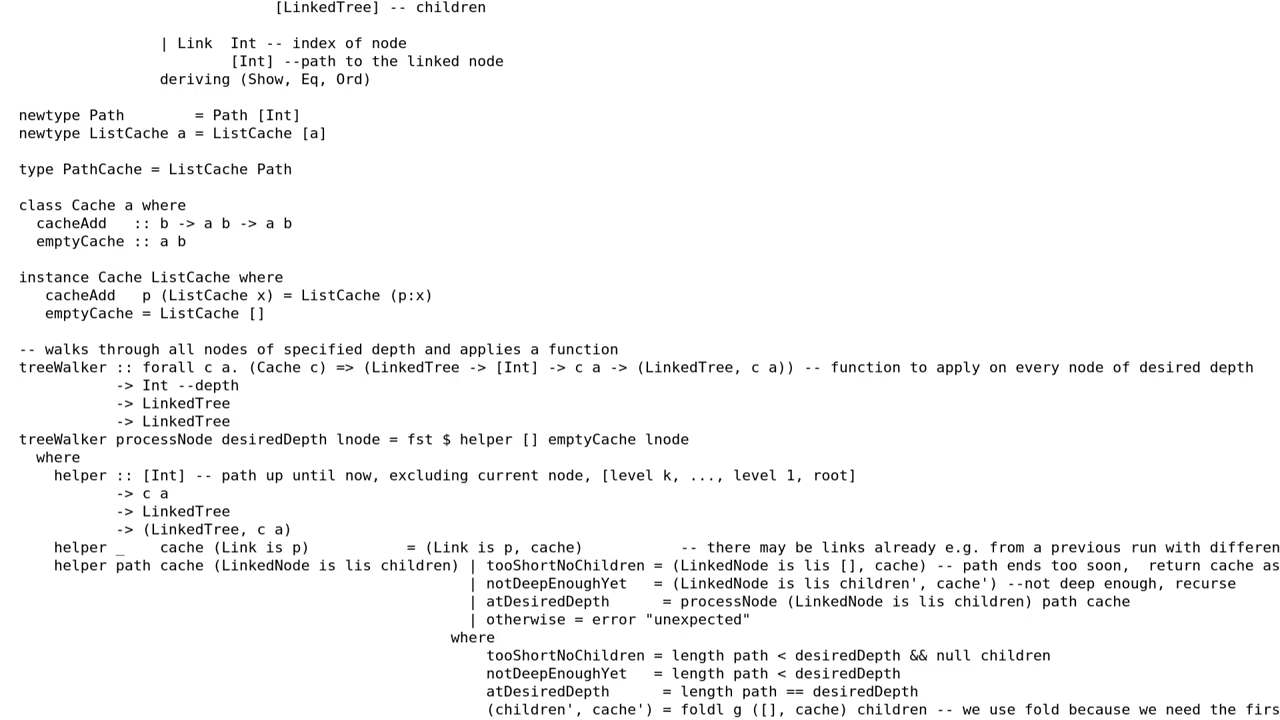 [LinkedTree] -- children
| Link  Int -- index of node
[Int] --path to the linked node
deriving (Show, Eq, Ord)
newtype Path        = Path [Int]
newtype ListCache a = ListCache [a]
type PathCache = ListCache Path
class Cache a where
  cacheAdd   :: b -> a b -> a b
  emptyCache :: a b
instance Cache ListCache where
   cacheAdd   p (ListCache x) = ListCache (p:x)
   emptyCache = ListCache []
-- walks through all nodes of specified depth and applies a function
treeWalker :: forall c a. (Cache c) => (LinkedTree -> [Int] -> c a -> (LinkedTree, c a)) -- function to apply on every node of desired depth
           -> Int --depth
           -> LinkedTree
           -> LinkedTree
treeWalker processNode desiredDepth lnode = fst $ helper [] emptyCache lnode
  where
    helper :: [Int] -- path up until now, excluding current node, [level k, ..., level 1, root]
           -> c a
           -> LinkedTree
           -> (LinkedTree, c a)
    helper _    cache (Link is p)           = (Link is p, cache)           -- there may be links already e.g. from a previous run with differen
    helper path cache (LinkedNode is lis children) | tooShortNoChildren = (LinkedNode is lis [], cache) -- path ends too soon,  return cache as
                                                   | notDeepEnoughYet   = (LinkedNode is lis children', cache') --not deep enough, recurse
                                                   | atDesiredDepth      = processNode (LinkedNode is lis children) path cache
                                                   | otherwise = error "unexpected"
                                                 where
                                                     tooShortNoChildren = length path < desiredDepth && null children
                                                     notDeepEnoughYet   = length path < desiredDepth
                                                     atDesiredDepth      = length path == desiredDepth
                                                     (children', cache') = foldl g ([], cache) children -- we use fold because we need the firs